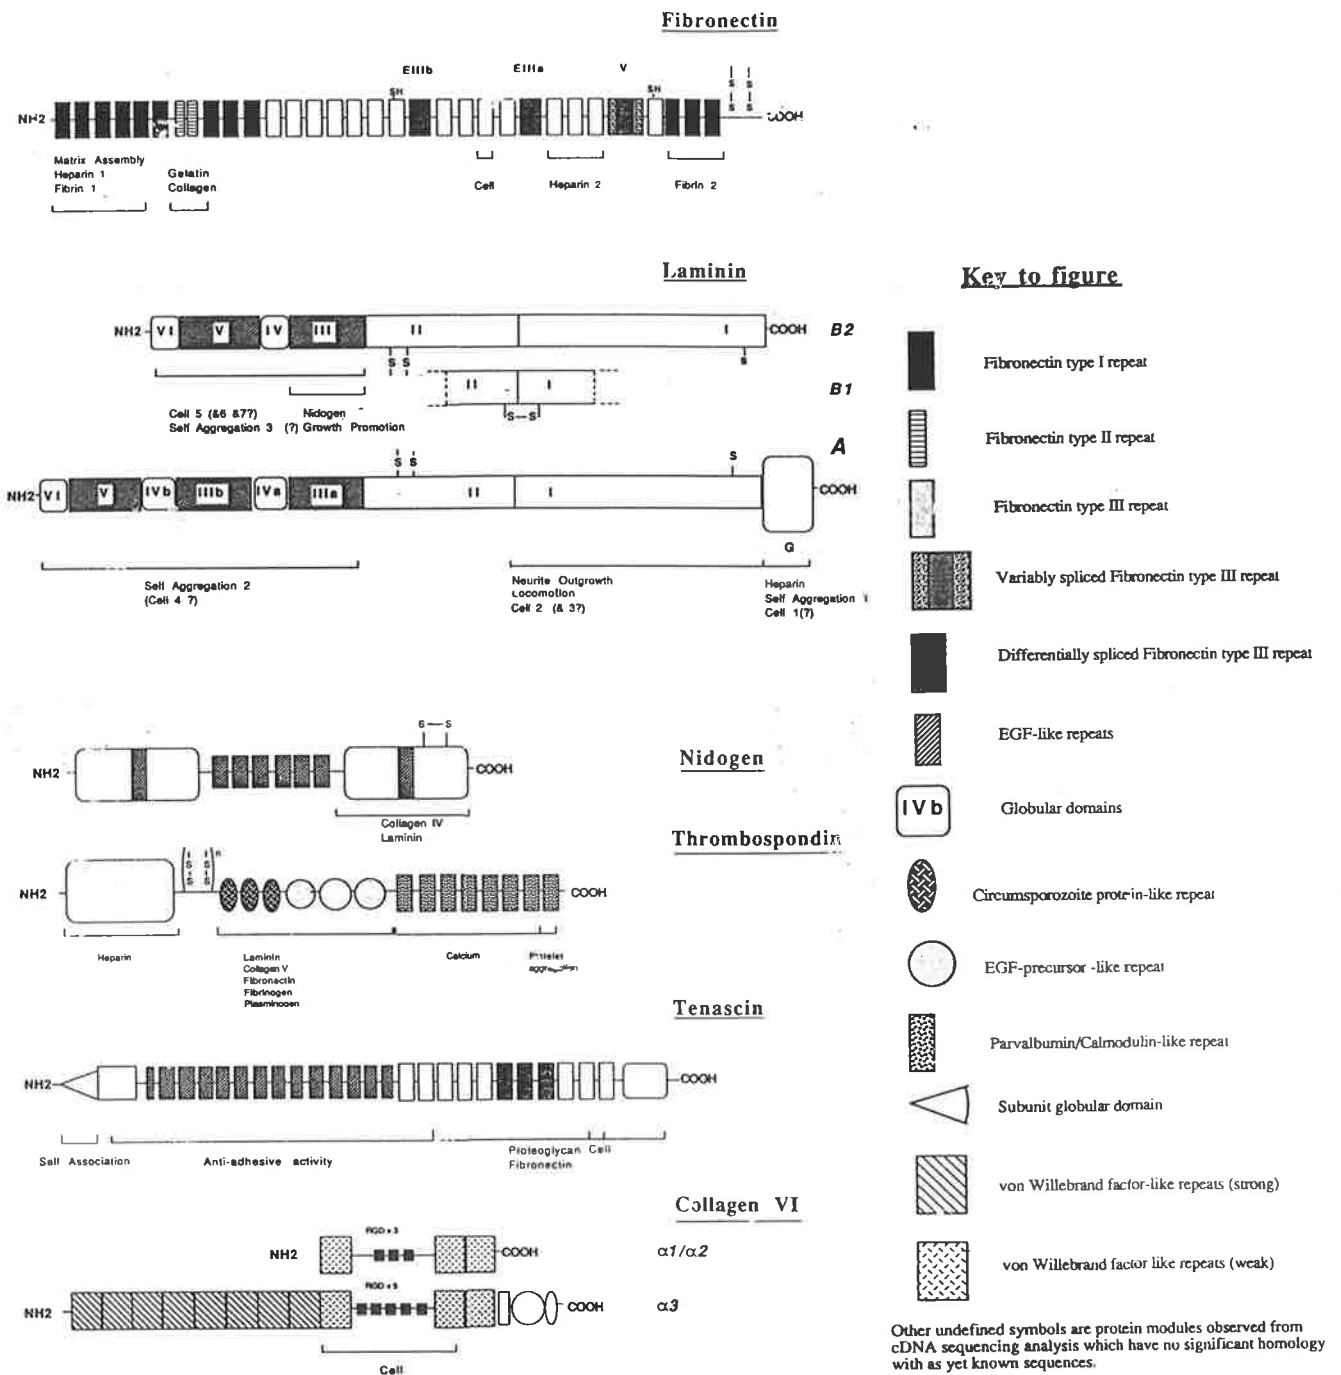 Fibronectin
EIIIb EIIIa V
SH SH
NH2 COOH
S S
S S
Matrix Assembly
Heparin 1
Fibrin 1
Gelatin
Collagen
Cell Heparin 2 Fibrin 2
Laminin
NH2 VI V IV III II I COOH B2
S S S
II I B1
S S
Cell 5 (&6 &7?)
Self Aggregation 3 (?)
Nidogen
Growth Promotion
A
S S S
NH2 VI V IVb IIIb IVa IIIa II I COOH
G
Self Aggregation 2
(Cell 4 ?)
Neurite Outgrowth
Locomotion
Cell 2 (& 3?)
Heparin
Self Aggregation 1
Cell 1(?)
Nidogen
S S
NH2 COOH
Collagen IV
Laminin
Thrombospondin
n
NH2 COOH
Heparin
Laminin
Collagen V
Fibronectin
Fibrinogen
Plasminogen
Calcium
Platelet
aggregation
Tenascin
NH2 COOH
Self Association
Anti-adhesive activity
Proteoglycan Cell
Fibronectin
Collagen VI
RGD x 3
NH2 COOH α1/α2
RGD x 5
NH2 COOH α3
Cell
Key to figure
Fibronectin type I repeat
Fibronectin type II repeat
Fibronectin type III repeat
Variably spliced Fibronectin type III repeat
Differentially spliced Fibronectin type III repeat
EGF-like repeats
IVb Globular domains
Circumsporozoite protein-like repeat
EGF-precursor -like repeat
Parvalbumin/Calmodulin-like repeat
Subunit globular domain
von Willebrand factor-like repeats (strong)
von Willebrand factor like repeats (weak)
Other undefined symbols are protein modules observed from
cDNA sequencing analysis which have no significant homology
with as yet known sequences.